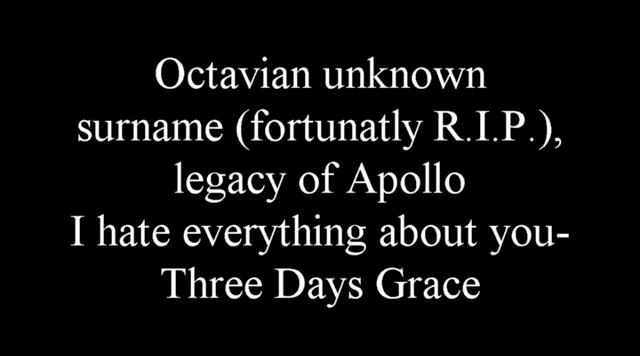 Octavian unknown
surname (fortunatly R.I.P.),
legacy of Apollo
I hate everything about you-
Three Days Grace